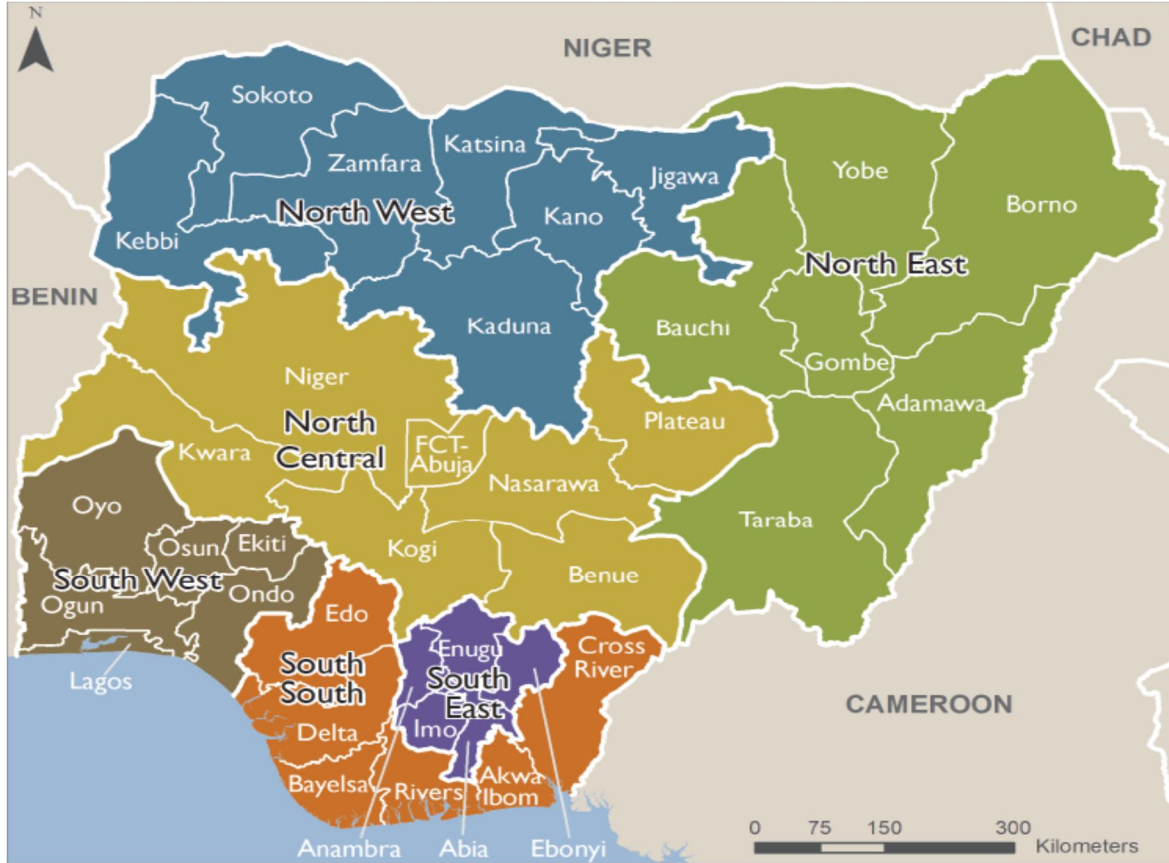 N
NIGER
CHAD
Sokoto
Katsina
Zamfara
Jigawa
Yobe
Borno
North West
Kano
Kebbi
North East
BENIN
Kaduna
Bauchi
Gombe
Niger
Adamawa
North
Central
Plateau
FCT-
Abuja
Kwara
Nasarawa
Oyo
Taraba
Osun
Ekiti
Kogi
Benue
South West
Ogun
Ondo
Edo
Cross
River
Enugu
South
South
South
East
Lagos
CAMEROON
Delta
Imo
Bayelsa
Rivers
Akwa
Ibom
Anambra
Abia
Ebonyi
0 75 150 300
Kilometers